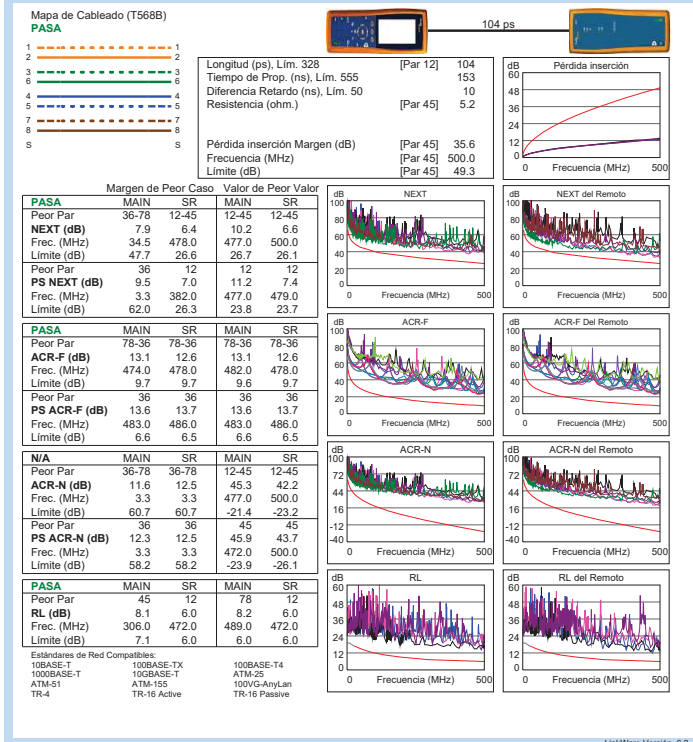 Mapa de Cableado (T568B)
PASA
104 ps
1 1
2 2
3 3
6 6
4 4
5 5
7 7
8 8
S S
Longitud (ps), Lím. 328 [Par 12] 104
Tiempo de Prop. (ns), Lím. 555 153
Diferencia Retardo (ns), Lím. 50 10
Resistencia (ohm.) [Par 45] 5.2
Pérdida inserción Margen (dB) [Par 45] 35.6
Frecuencia (MHz) [Par 45] 500.0
Límite (dB) [Par 45] 49.3
dB Pérdida inserción
60
48
36
24
12
0
0 Frecuencia (MHz) 500
Margen de Peor Caso Valor de Peor Valor
PASA MAIN SR MAIN SR
Peor Par 36-78 12-45 12-45 12-45
NEXT (dB) 7.9 6.4 10.2 6.6
Frec. (MHz) 34.5 478.0 477.0 500.0
Límite (dB) 47.7 26.6 26.7 26.1
Peor Par 36 12 12 12
PS NEXT (dB) 9.5 7.0 11.2 7.4
Frec. (MHz) 3.3 382.0 477.0 479.0
Límite (dB) 62.0 26.3 23.8 23.7
PASA MAIN SR MAIN SR
Peor Par 78-36 78-36 78-36 78-36
ACR-F (dB) 13.1 12.6 13.1 12.6
Frec. (MHz) 474.0 478.0 482.0 478.0
Límite (dB) 9.7 9.7 9.6 9.7
Peor Par 36 36 36 36
PS ACR-F (dB) 13.6 13.7 13.6 13.7
Frec. (MHz) 483.0 486.0 483.0 486.0
Límite (dB) 6.6 6.5 6.6 6.5
N/A MAIN SR MAIN SR
Peor Par 36-78 36-78 12-45 12-45
ACR-N (dB) 11.6 12.5 45.3 42.2
Frec. (MHz) 3.3 3.3 477.0 500.0
Límite (dB) 60.7 60.7 -21.4 -23.2
Peor Par 36 36 45 45
PS ACR-N (dB) 12.3 12.5 45.9 43.7
Frec. (MHz) 3.3 3.3 472.0 500.0
Límite (dB) 58.2 58.2 -23.9 -26.1
PASA MAIN SR MAIN SR
Peor Par 45 12 78 12
RL (dB) 8.1 6.0 8.2 6.0
Frec. (MHz) 306.0 472.0 489.0 472.0
Límite (dB) 7.1 6.0 6.0 6.0
Estándares de Red Compatibles:
10BASE-T 100BASE-TX 100BASE-T4
1000BASE-T 10GBASE-T ATM-25
ATM-51 ATM-155 100VG-AnyLan
TR-4 TR-16 Active TR-16 Passive
dB NEXT
100
80
60
40
20
0
0 Frecuencia (MHz) 500
dB NEXT del Remoto
100
80
60
40
20
0
0 Frecuencia (MHz) 500
dB ACR-F
100
80
60
40
20
0
0 Frecuencia (MHz) 500
dB ACR-F Del Remoto
100
80
60
40
20
0
0 Frecuencia (MHz) 500
dB ACR-N
100
72
44
16
-12
-40
0 Frecuencia (MHz) 500
dB ACR-N del Remoto
100
72
44
16
-12
-40
0 Frecuencia (MHz) 500
dB RL
60
48
36
24
12
0
0 Frecuencia (MHz) 500
dB RL del Remoto
60
48
36
24
12
0
0 Frecuencia (MHz) 500